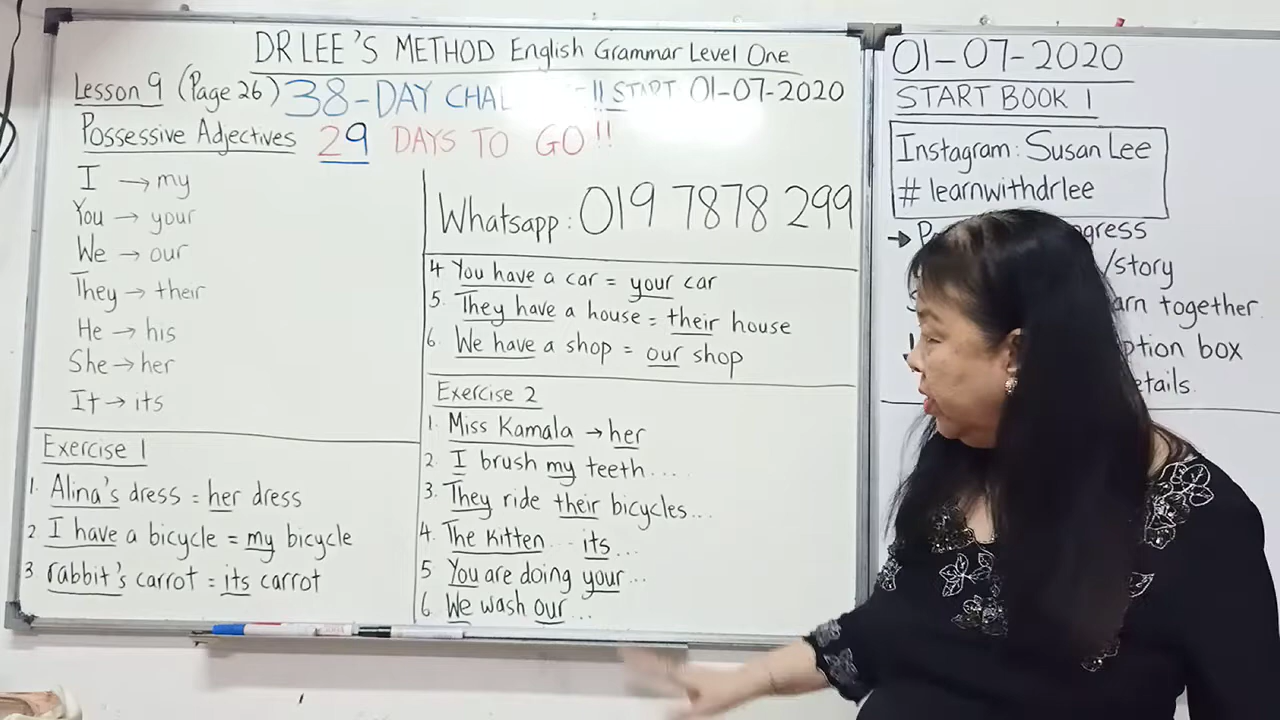 DR LEE'S METHOD English Grammar Level One
Lesson 9 (Page 26) 38-DAY !! START 01-07-2020
Possessive Adjectives 29 DAYS TO GO!!
I → my
You → your
We → our
They → their
He → his
She → her
It → its
Exercise 1
1. Alina's dress = her dress
2 I have a bicycle = my bicycle
3 rabbit's carrot = its carrot
Whatsapp : 019 7878 299
4 You have a car = your car
5. They have a house = their house
6. We have a shop = our shop
Exercise 2
1. Miss Kamala → her
2. I brush my teeth....
3. They ride their bicycles...
4. The Kitten... its...
5 You are doing your...
6. We wash our...
01-07-2020
START BOOK 1
Instagram: Susan Lee
# learnwithdrlee
→
/story
together.
box